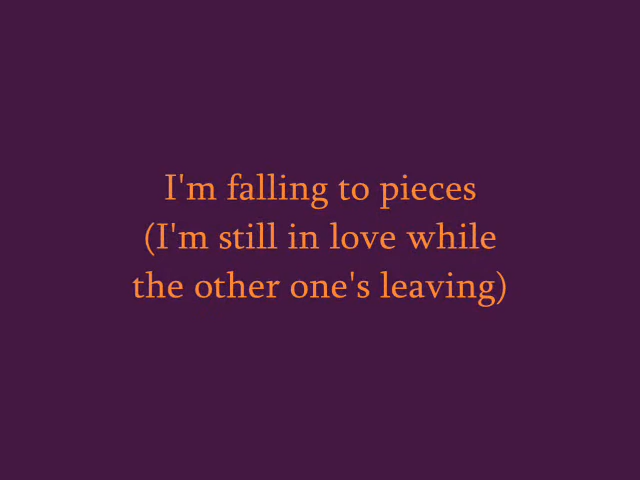 I'm falling to pieces
(I'm still in love while
the other one's leaving)